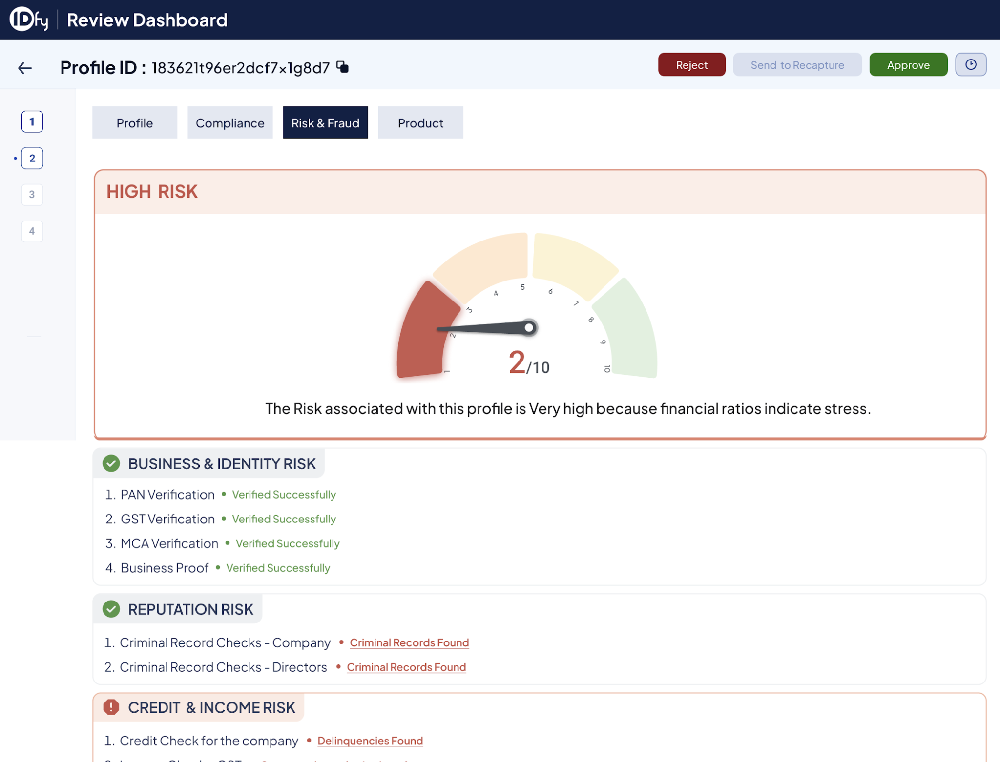 IDfy Review Dashboard
Profile ID : 183621t96er2dcf7x1g8d7
Reject
Send to Recapture
Approve
1
2
3
4
Profile
Compliance
Risk & Fraud
Product
HIGH RISK
1
2
3
4
5
6
7
8
9
10
2/10
The Risk associated with this profile is Very high because financial ratios indicate stress.
BUSINESS & IDENTITY RISK
1. PAN Verification • Verified Successfully
2. GST Verification • Verified Successfully
3. MCA Verification • Verified Successfully
4. Business Proof • Verified Successfully
REPUTATION RISK
1. Criminal Record Checks - Company • Criminal Records Found
2. Criminal Record Checks - Directors • Criminal Records Found
CREDIT & INCOME RISK
1. Credit Check for the company • Delinquencies Found